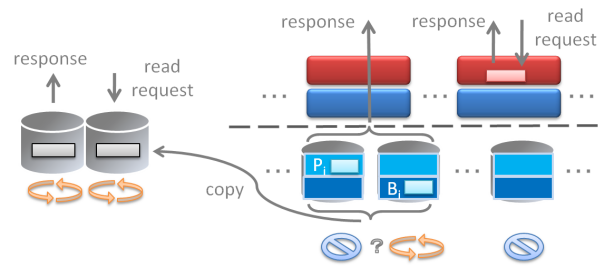 response
read
request
copy
response
response
read
request
...
...
...
...
P i
B i
...
...
?